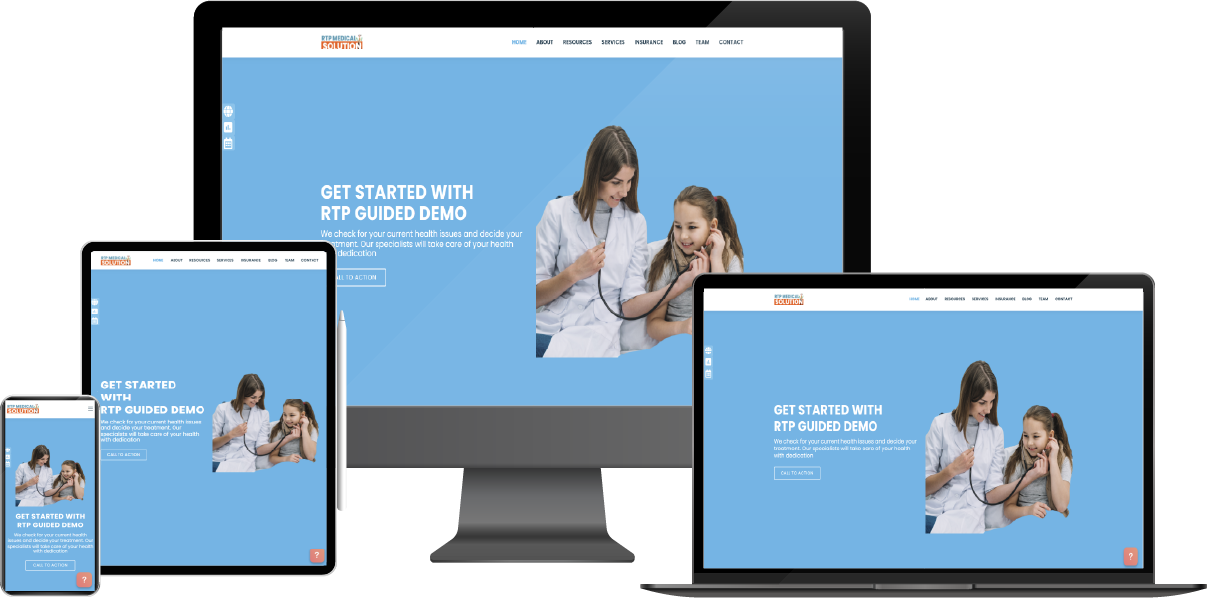 RTP MEDICAL
SOLUTION
HOME ABOUT RESOURCES SERVICES INSURANCE BLOG TEAM CONTACT
GET STARTED WITH
RTP GUIDED DEMO
We check for your current health issues and decide your
treatment. Our specialists will take care of your health
dedication
CALL TO ACTION
RTP MEDICAL
SOLUTION
HOME ABOUT RESOURCES SERVICES INSURANCE BLOG TEAM CONTACT
GET STARTED
WITH
RTP GUIDED DEMO
We check for your current health issues
and decide your treatment. Our
specialists will take care of your health
with dedication
CALL TO ACTION
?
RTP MEDICAL
SOLUTION
GET STARTED WITH
RTP GUIDED DEMO
We check for your current health
issues and decide your treatment. Our
specialists will take care of your health
with dedication
CALL TO ACTION
?
RTP MEDICAL
SOLUTION
HOME ABOUT RESOURCES SERVICES INSURANCE BLOG TEAM CONTACT
GET STARTED WITH
RTP GUIDED DEMO
We check for your current health issues and decide your
treatment. Our specialists will take care of your health
with dedication
CALL TO ACTION
?